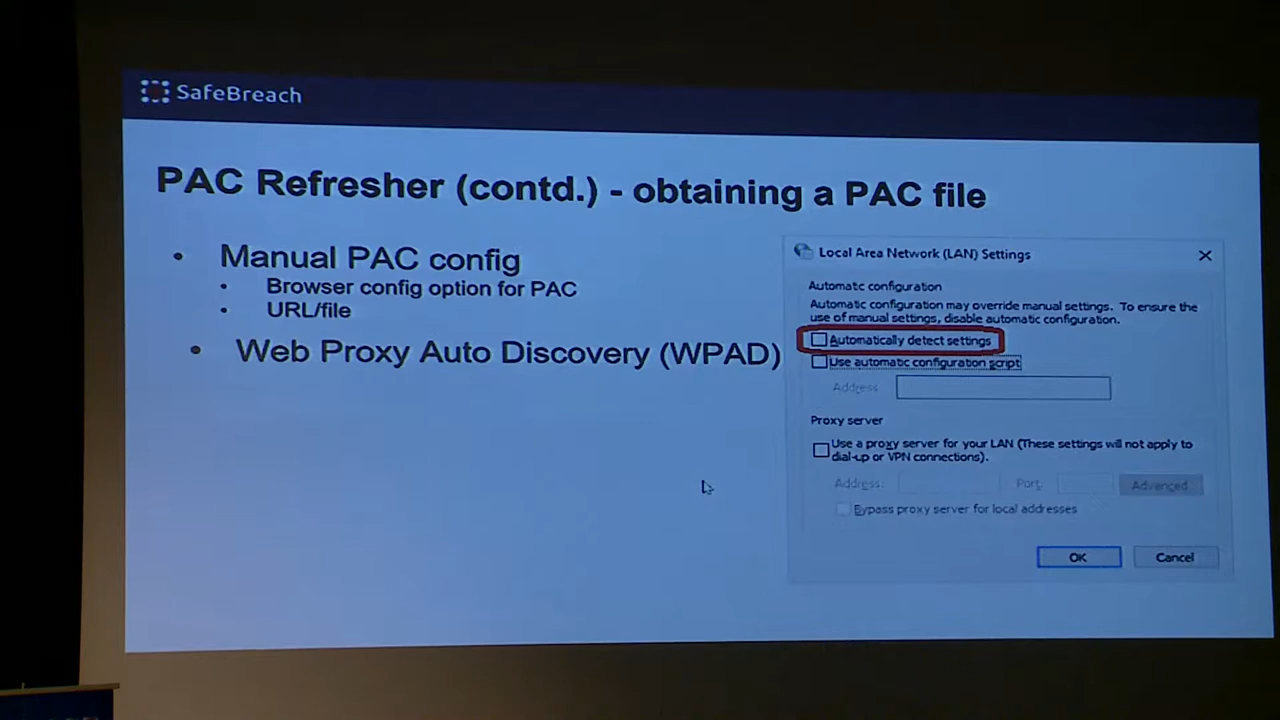 SafeBreach
PAC Refresher (contd.) - obtaining a PAC file
• Manual PAC config
• Browser config option for PAC
• URL/file
• Web Proxy Auto Discovery (WPAD)
Local Area Network (LAN) Settings
Automatic configuration
Automatic configuration may override manual settings. To ensure the
use of manual settings, disable automatic configuration.
Automatically detect settings
Use automatic configuration script
Address
Proxy server
Use a proxy server for your LAN (These settings will not apply to
dial-up or VPN connections).
Address: Port: Advanced
Bypass proxy server for local addresses
OK Cancel